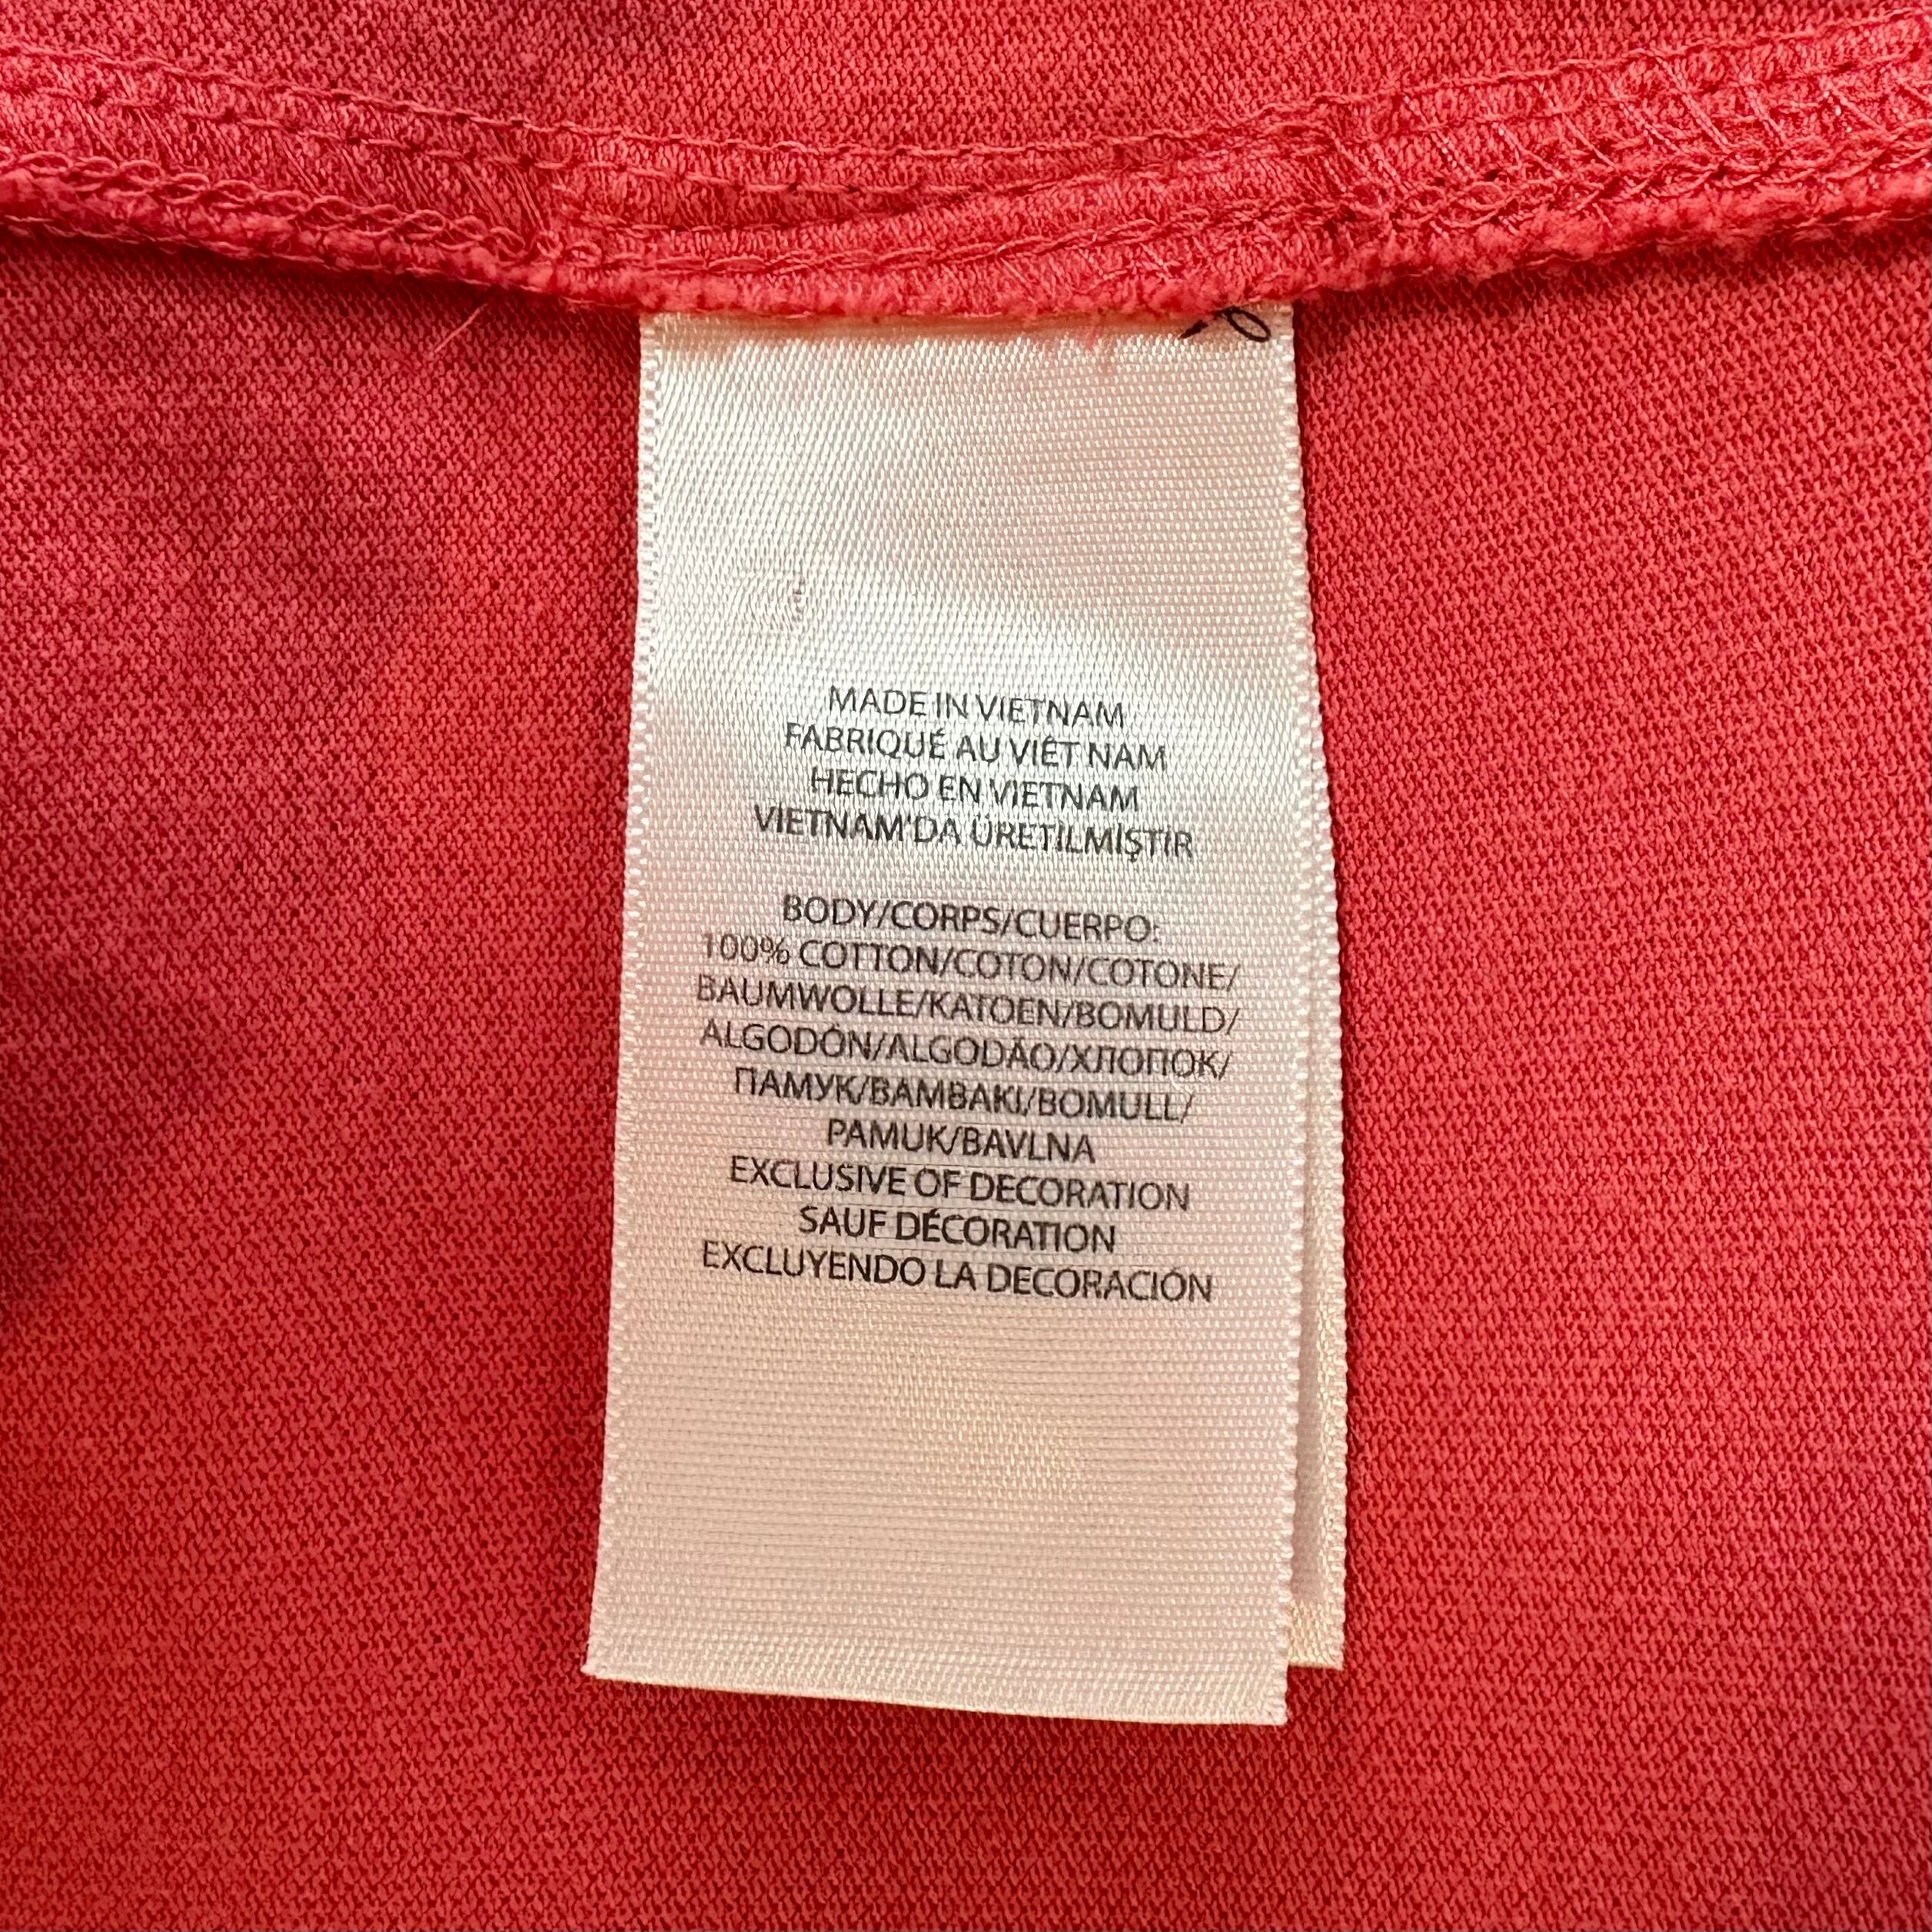 MADE IN VIETNAM
FABRIQUÉ AU VIÊT NAM
HECHO EN VIETNAM
VIETNAM'DA ÜRETILMİŞTIR
BODY/CORPS/CUERPO:
100% COTTON/COTON/COTONE/
BAUMWOLLE/KATOEN/BOMULD/
ALGODÓN/ALGODÃO/ХЛОПОК/
ПАМУК/BAMBAKI/BOMULL/
PAMUK/BAVLNA
EXCLUSIVE OF DECORATION
SAUF DÉCORATION
EXCLUYENDO LA DECORACIÓN